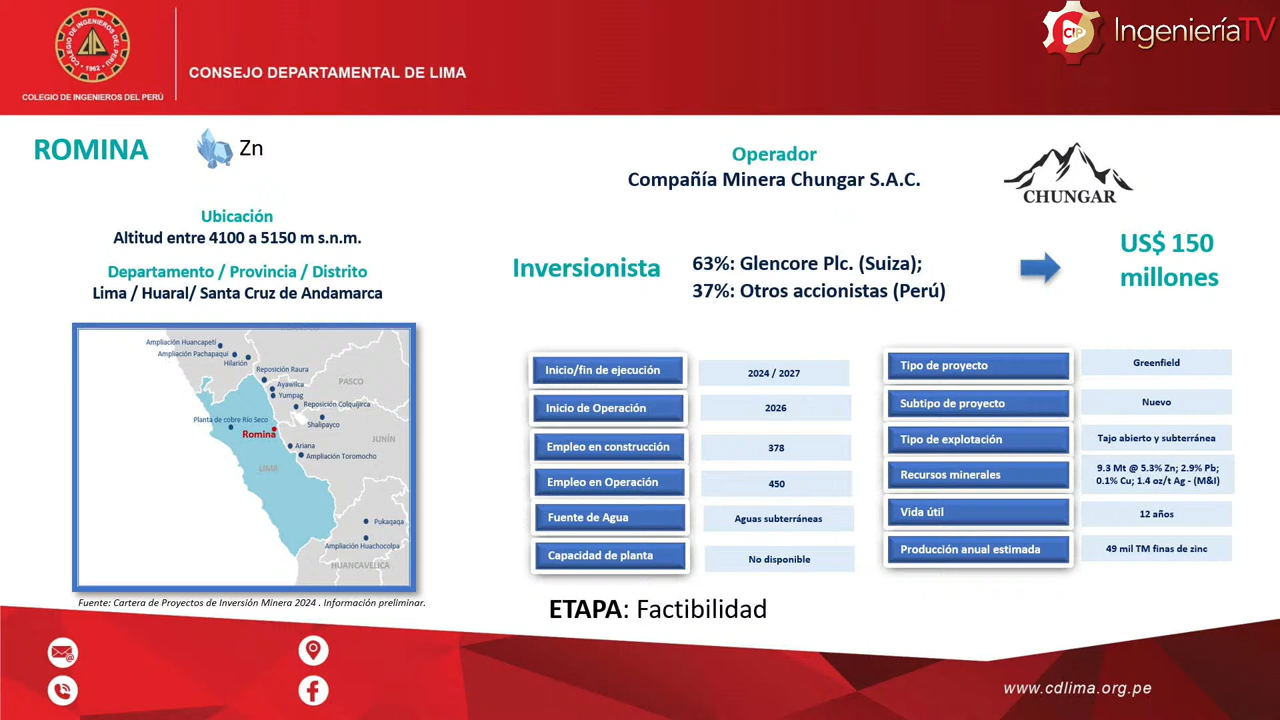 COLEGIO DE INGENIEROS DEL PERÚ
CIP
1962
COLEGIO DE INGENIEROS DEL PERÚ
CONSEJO DEPARTAMENTAL DE LIMA
CIP
IngenieríaTV
ROMINA
Zn
Ubicación
Altitud entre 4100 a 5150 m s.n.m.
Departamento / Provincia / Distrito
Lima / Huaral/ Santa Cruz de Andamarca
Operador
Compañía Minera Chungar S.A.C.
CHUNGAR
Inversionista
63%: Glencore Plc. (Suiza);
37%: Otros accionistas (Perú)
US$ 150
millones
Ampliación Huancapetí
Ampliación Pachapaqui
Hilarión
Reposición Raura
Ayawilca
Yumpag
PASCO
Reposición Colquijirca
Shalipayco
Planta de cobre Río Seco
Romina
JUNÍN
Ariana
Ampliación Toromocho
LIMA
Pukaqaqa
Ampliación Huachocolpa
HUANCAVELICA
Fuente: Cartera de Proyectos de Inversión Minera 2024 . Información preliminar.
Inicio/fin de ejecución
2024 / 2027
Inicio de Operación
2026
Empleo en construcción
378
Empleo en Operación
450
Fuente de Agua
Aguas subterráneas
Capacidad de planta
No disponible
Tipo de proyecto
Greenfield
Subtipo de proyecto
Nuevo
Tipo de explotación
Tajo abierto y subterránea
Recursos minerales
9.3 Mt @ 5.3% Zn; 2.9% Pb;
0.1% Cu; 1.4 oz/t Ag - (M&I)
Vida útil
12 años
Producción anual estimada
49 mil TM finas de zinc
ETAPA: Factibilidad
www.cdlima.org.pe